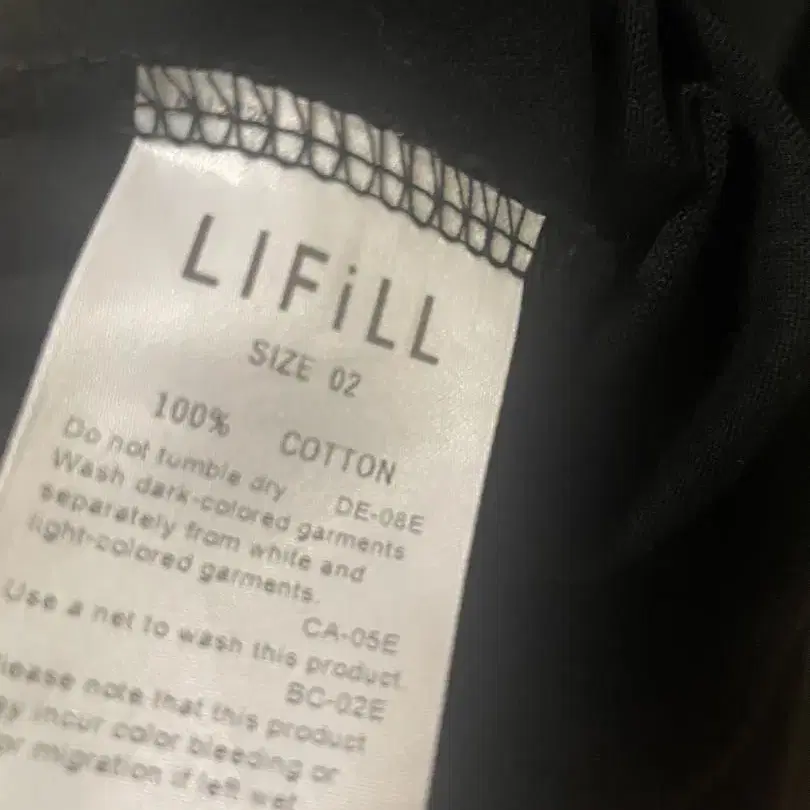 LIFiLL
SIZE 02
100% COTTON
Do not tumble dry
DE-08E
Wash dark-colored garments
separately from white and
light-colored garments.
CA-05E
Use a net to wash this product.
BC-02E
Please note that this product
may incur color bleeding or
or migration if left wet